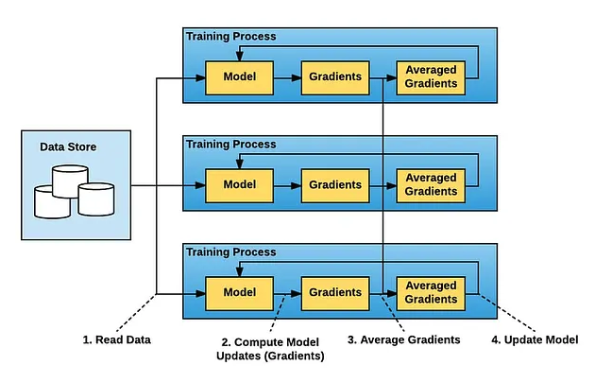 Training Process
Model
Gradients
Averaged
Gradients
Data Store
Training Process
Model
Gradients
Averaged
Gradients
Training Process
Model
Gradients
Averaged
Gradients
1. Read Data
2. Compute Model
Updates (Gradients)
3. Average Gradients
4. Update Model